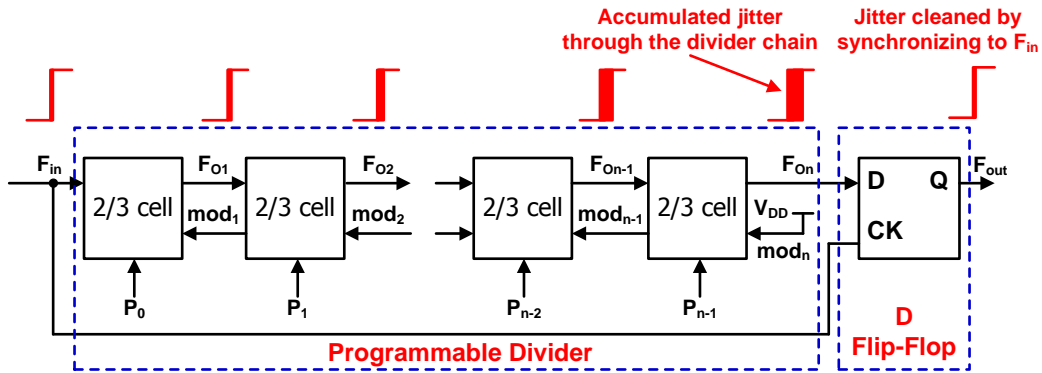 Accumulated jitter
through the divider chain
Jitter cleaned by
synchronizing to Fin
Fin
FO1
FO2
FOn-1
FOn
Fout
2/3 cell
2/3 cell
2/3 cell
2/3 cell
mod1
mod2
modn-1
VDD
modn
D
Q
CK
P0
P1
Pn-2
Pn-1
Programmable Divider
D
Flip-Flop